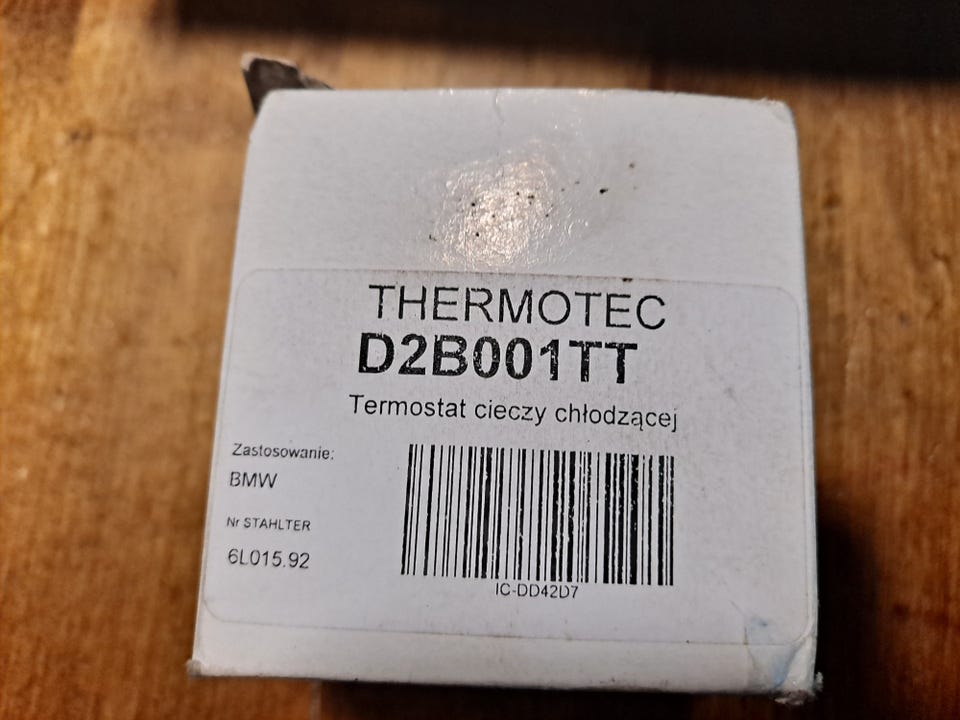 THERMOTEC
D2B001TT
Termostat cieczy chłodzącej
Zastosowanie:
BMW
Nr STAHLTER
6L015.92
IC-DD42D7